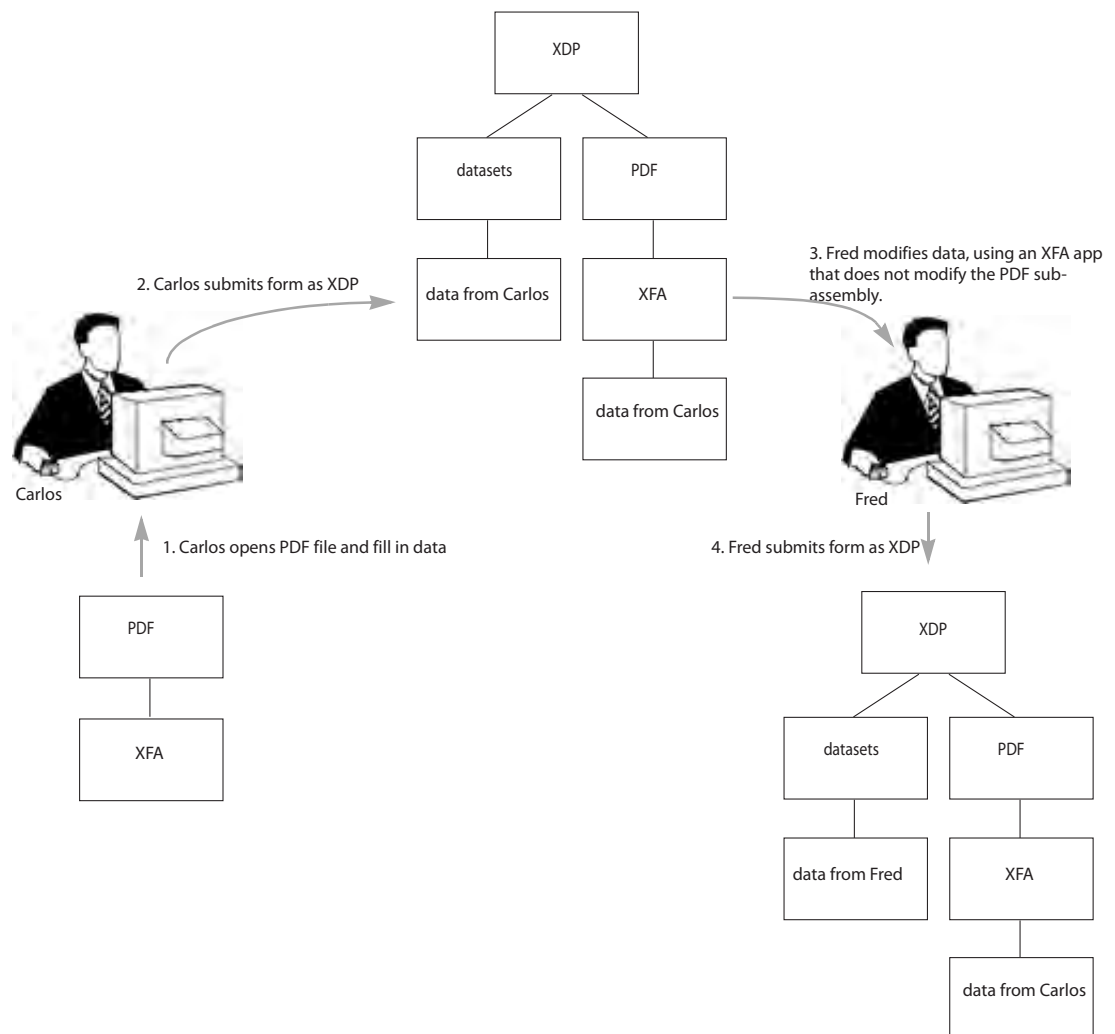 XDP
datasets
PDF
2. Carlos submits form as XDP
data from Carlos
XFA
3. Fred modifies data, using an XFA app
that does not modify the PDF sub-
assembly.
data from Carlos
Carlos
Fred
1. Carlos opens PDF file and fill in data
4. Fred submits form as XDP
PDF
XFA
XDP
datasets
PDF
data from Fred
XFA
data from Carlos